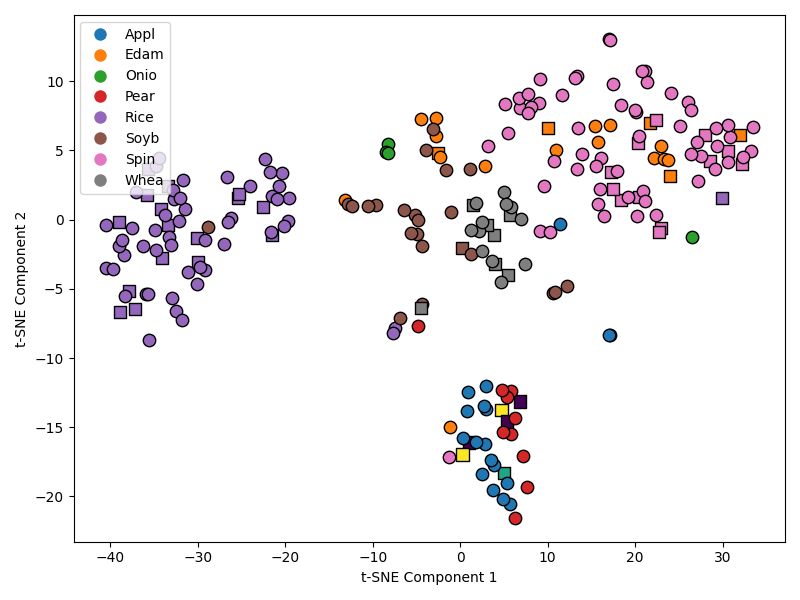 Appl
Edam
Onio
Pear
Rice
Soyb
Spin
Whea
10
5
0
−5
−10
−15
−20
t-SNE Component 2
−40
−30
−20
−10
0
10
20
30
t-SNE Component 1